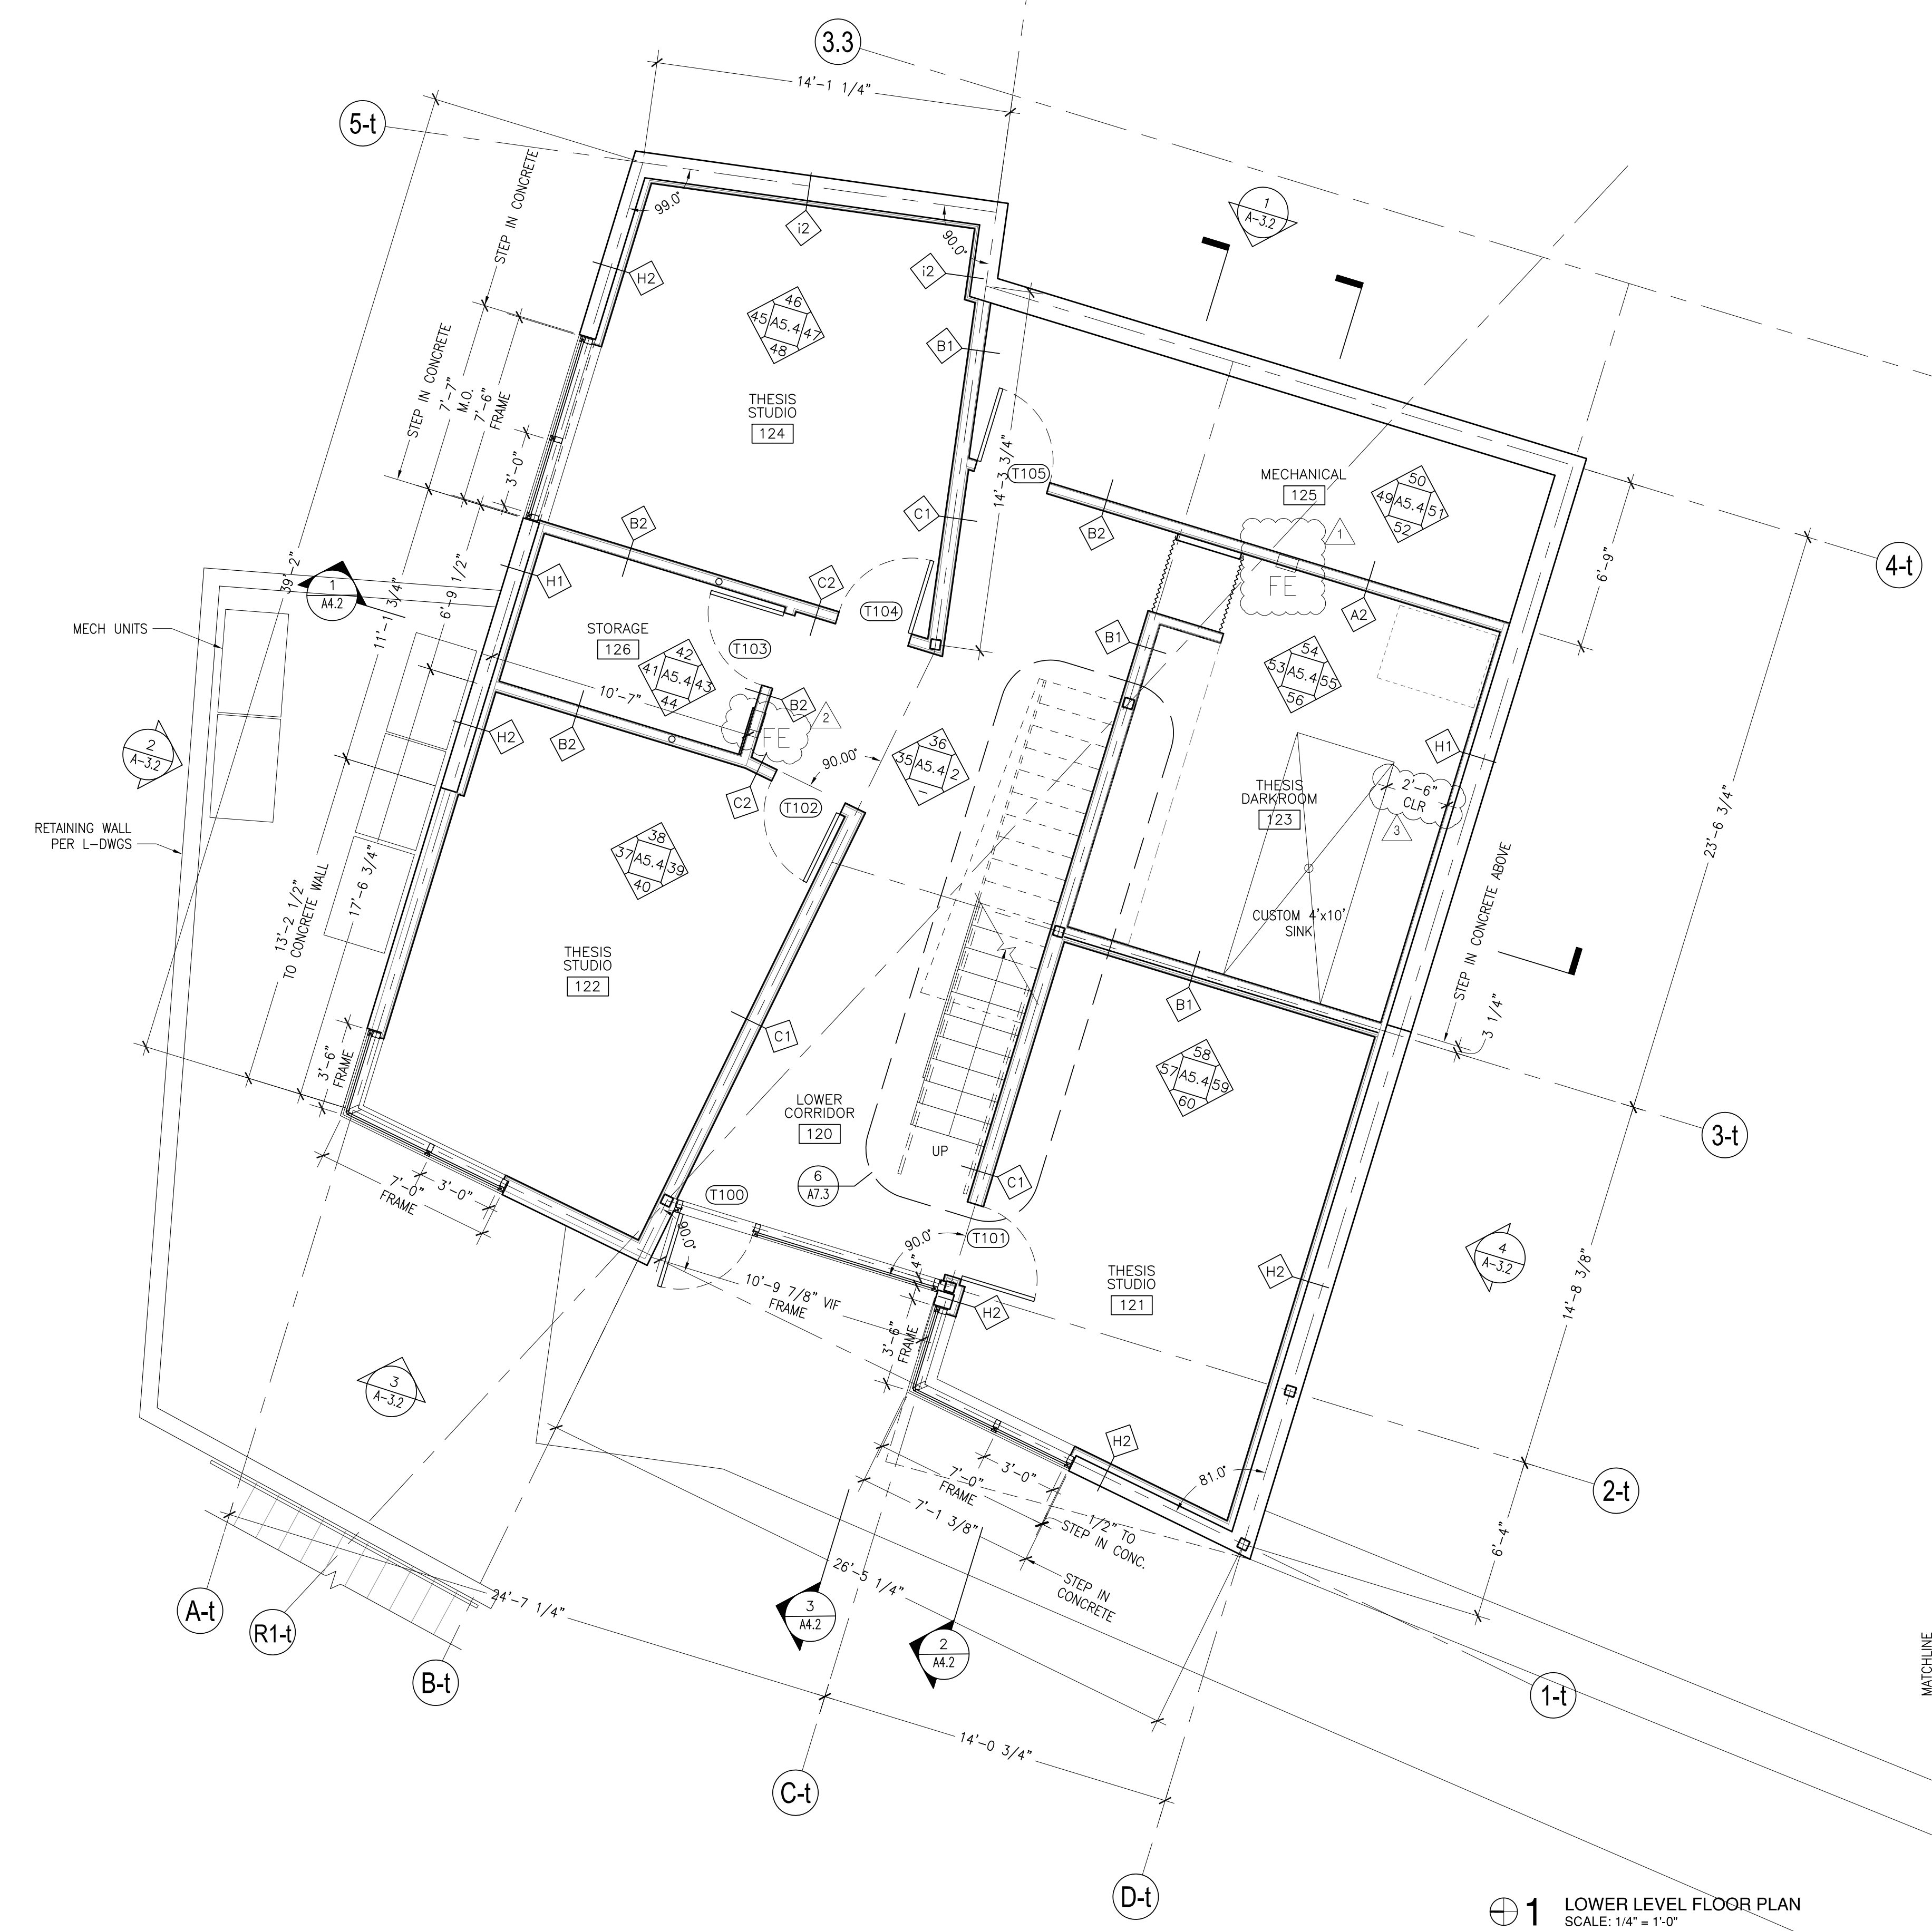 3.3
14'-1 1/4"
5-t
STEP IN CONCRETE
99.0°
i2
90.0°
1
A-3.2
i2
H2
46
45 A5.4 47
48
B1
STEP IN CONCRETE
7'-7"
M.O.
7'-6"
FRAME
3'-0"
THESIS
STUDIO
124
14'-3 3/4"
T105
MECHANICAL
125
50
49 A5.4 51
52
C1
B2
B2
1
FE
6'-9"
4-t
39'-2"
1
A4.2
H1
11'-1 3/4"
6'-9 1/2"
C2
T104
A2
MECH UNITS
STORAGE
126
T103
42
41 A5.4 43
44
10'-7"
B1
54
53 A5.4 55
56
B2
2
FE
H2
B2
2
A-3.2
36
35 A5.4 2
1
90.00°
H1
C2
T102
THESIS
DARKROOM
123
2'-6"
CLR
3
RETAINING WALL
PER L-DWGS
38
37 A5.4 39
40
23'-6 3/4"
13'-2 1/2"
TO CONCRETE WALL
17'-6 3/4"
CUSTOM 4'x10'
SINK
STEP IN CONCRETE ABOVE
THESIS
STUDIO
122
B1
3 1/4"
C1
3'-6"
FRAME
58
57 A5.4 59
60
LOWER
CORRIDOR
120
UP
3-t
6
A7.3
C1
7'-0"
FRAME
3'-0"
T100
90.0°
90.0°
T101
4"
4
A-3.2
THESIS
STUDIO
121
H2
10'-9 7/8" VIF
FRAME
H2
14'-8 3/8"
3'-6"
FRAME
3
A-3.2
H2
3'-0"
7'-0"
FRAME
7'-1 3/8"
81.0°
2-t
1/2" TO
STEP IN CONC.
6'-4"
STEP IN
CONCRETE
26'-5 1/4"
24'-7 1/4"
A-t
R1-t
B-t
3
A4.2
2
A4.2
MATCHLINE
1-t
14'-0 3/4"
C-t
D-t
1
LOWER LEVEL FLOOR PLAN
SCALE: 1/4" = 1'-0"